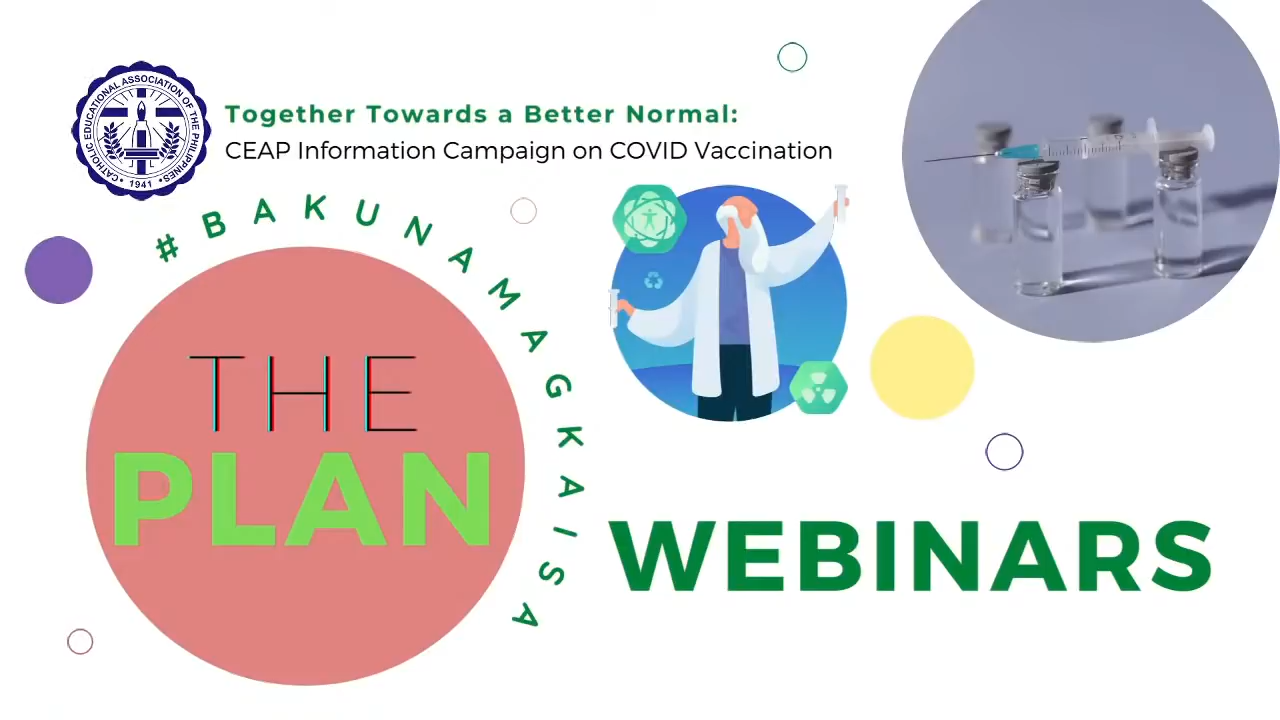 CATHOLIC EDUCATIONAL ASSOCIATION OF THE PHILIPPINES
• 1941 •
Together Towards a Better Normal:
CEAP Information Campaign on COVID Vaccination
#BAKUNAMAGKAISA
THE
PLAN
WEBINARS